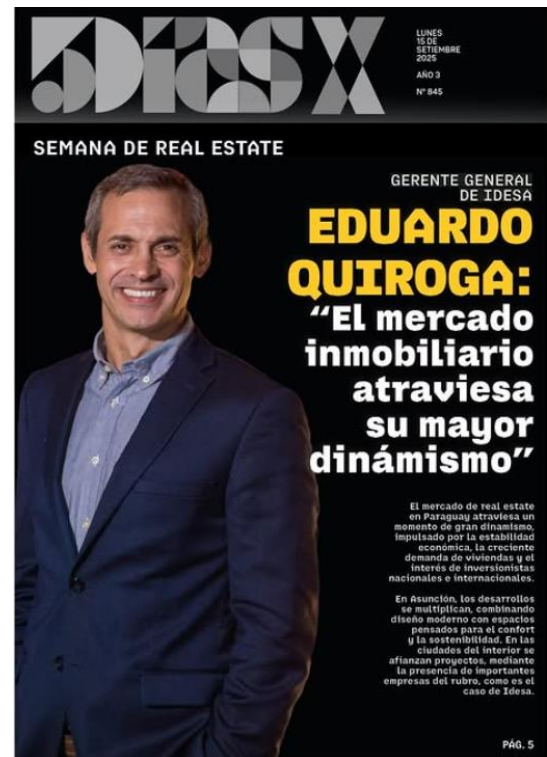 5DÍAS X
LUNES
15 DE
SETIEMBRE
2025
AÑO 3
Nº 845
SEMANA DE REAL ESTATE
GERENTE GENERAL
DE IDESA
EDUARDO
QUIROGA:
“El mercado
inmobiliario
atraviesa
su mayor
dinámismo”
El mercado de real estate
en Paraguay atraviesa un
momento de gran dinamismo,
impulsado por la estabilidad
económica, la creciente
demanda de viviendas y el
interés de inversionistas
nacionales e internacionales.
En Asunción, los desarrollos
se multiplican, combinando
diseño moderno con espacios
pensados para el confort
y la sostenibilidad. En las
ciudades del interior se
afianzan proyectos, mediante
la presencia de importantes
empresas del rubro, como es el
caso de Idesa.
PÁG. 5